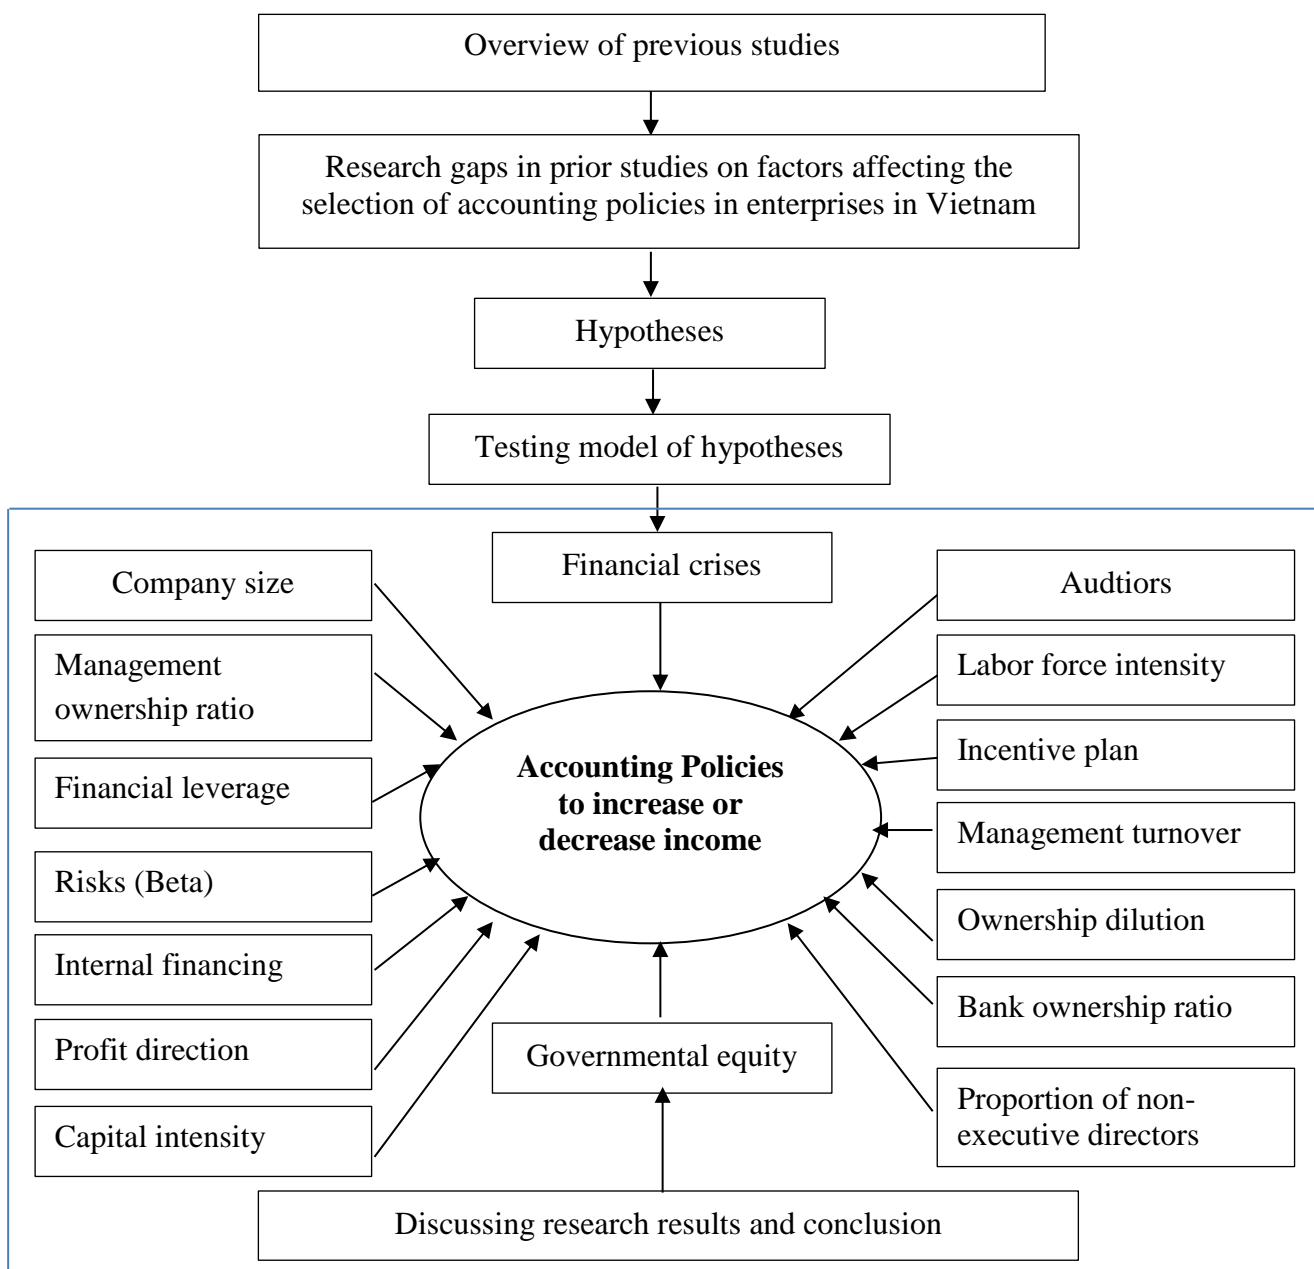 Overview of previous studies
Research gaps in prior studies on factors affecting the
selection of accounting policies in enterprises in Vietnam
Hypotheses
Testing model of hypotheses
Financial crises
Company size
Management
ownership ratio
Financial leverage
Risks (Beta)
Internal financing
Profit direction
Capital intensity
Accounting Policies
to increase or
decrease income
Audtiors
Labor force intensity
Incentive plan
Management turnover
Ownership dilution
Bank ownership ratio
Proportion of non-
executive directors
Governmental equity
Discussing research results and conclusion